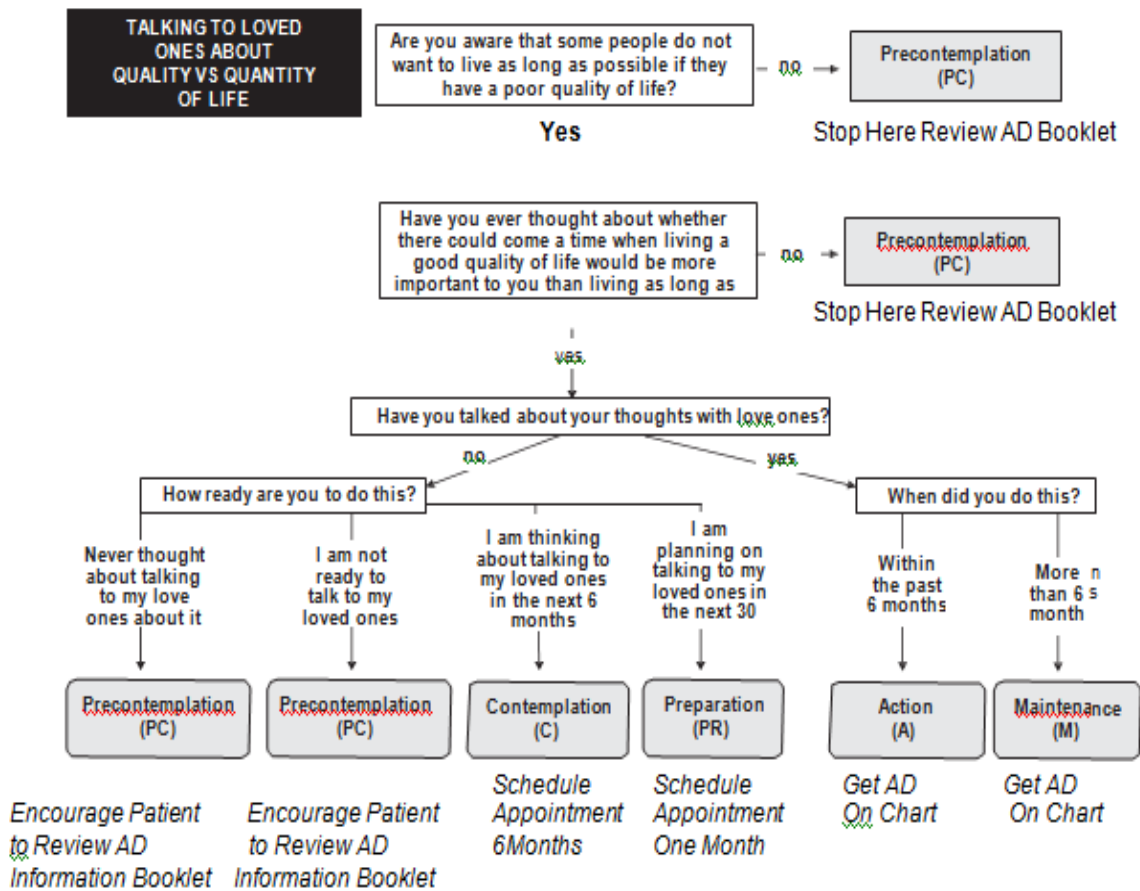 TALKING TO LOVED
ONES ABOUT
QUALITY VS QUANTITY
OF LIFE
Are you aware that some people do not
want to live as long as possible if they
have a poor quality of life?
no
Precontemplation
(PC)
Yes
Stop Here Review AD Booklet
Have you ever thought about whether
there could come a time when living a
good quality of life would be more
important to you than living as long as
no
Precontemplation
(PC)
Stop Here Review AD Booklet
yes
Have you talked about your thoughts with love ones?
no
yes
How ready are you to do this?
When did you do this?
Never thought
about talking
to my love
ones about it
I am not
ready to
talk to my
loved ones
I am thinking
about talking to
my loved ones
in the next 6
months
I am
planning on
talking to my
loved ones in
the next 30
Within
the past
6 months
More n
than 6 s
month
Precontemplation
(PC)
Precontemplation
(PC)
Contemplation
(C)
Preparation
(PR)
Action
(A)
Maintenance
(M)
Encourage Patient
to Review AD
Information Booklet
Encourage Patient
to Review AD
Information Booklet
Schedule
Appointment
6Months
Schedule
Appointment
One Month
Get AD
On Chart
Get AD
On Chart